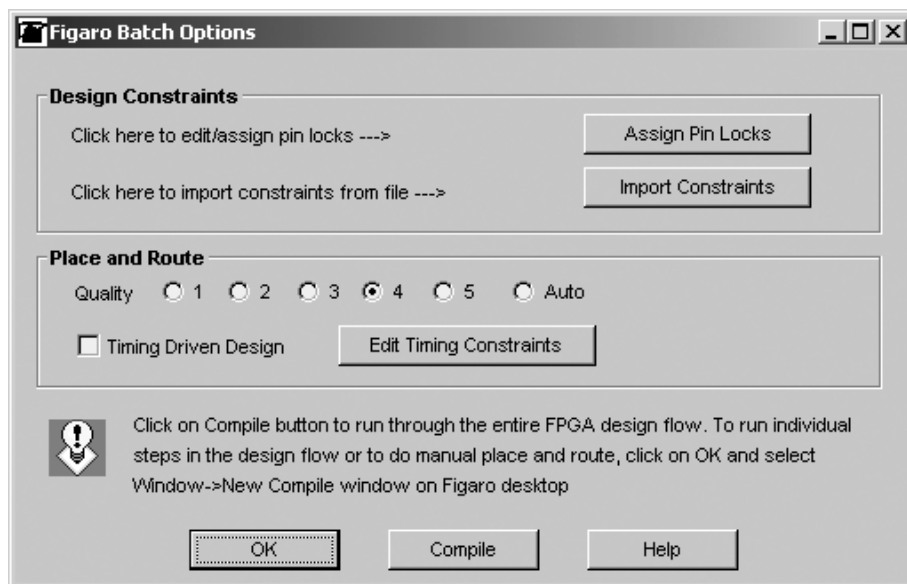 Figaro Batch Options
Design Constraints
Click here to edit/assign pin locks --->
Assign Pin Locks
Click here to import constraints from file --->
Import Constraints
Place and Route
Quality 1 2 3 4 5 Auto
Timing Driven Design
Edit Timing Constraints
Click on Compile button to run through the entire FPGA design flow. To run individual
steps in the design flow or to do manual place and route, click on OK and select
Window->New Compile window on Figaro desktop
OK Compile Help